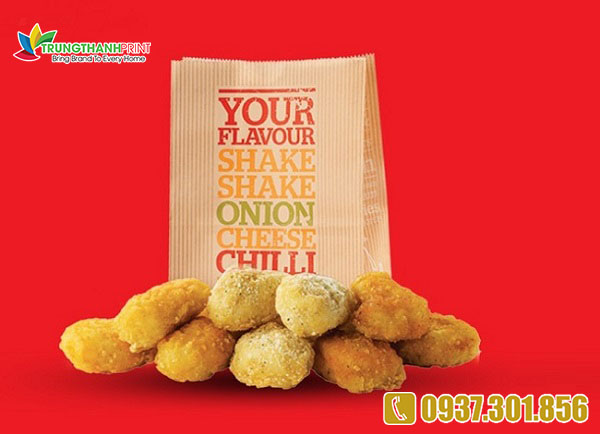 TRUNGTHANHPRINT
Bring Brand To Every Home
YOUR
FLAVOUR
SHAKE
SHAKE
ONION
CHEESE
CHILLI
0937.301.856